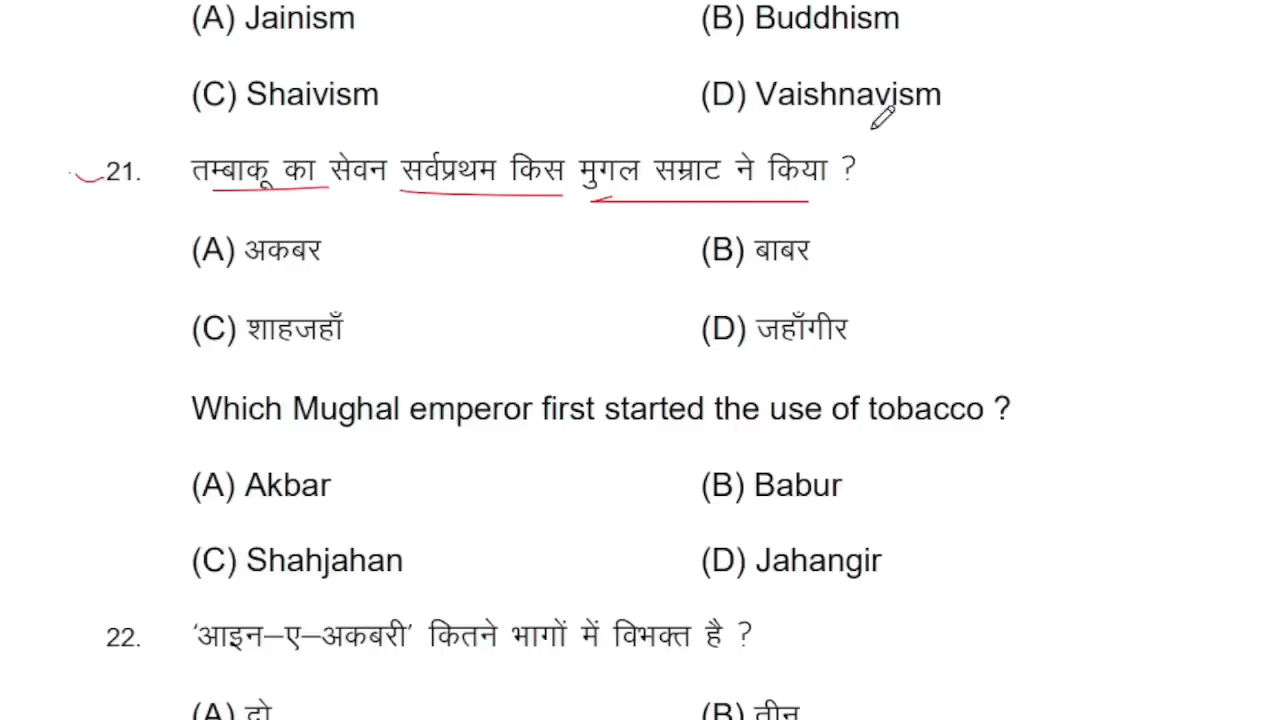 (A) Jainism (B) Buddhism
(C) Shaivism (D) Vaishnavism
21. तम्बाकू का सेवन सर्वप्रथम किस मुगल सम्राट ने किया ?
(A) अकबर (B) बाबर
(C) शाहजहाँ (D) जहाँगीर
Which Mughal emperor first started the use of tobacco ?
(A) Akbar (B) Babur
(C) Shahjahan (D) Jahangir
22. ‘आइन–ए–अकबरी’ कितने भागों में विभक्त है ?
(A) दो (B) तीन